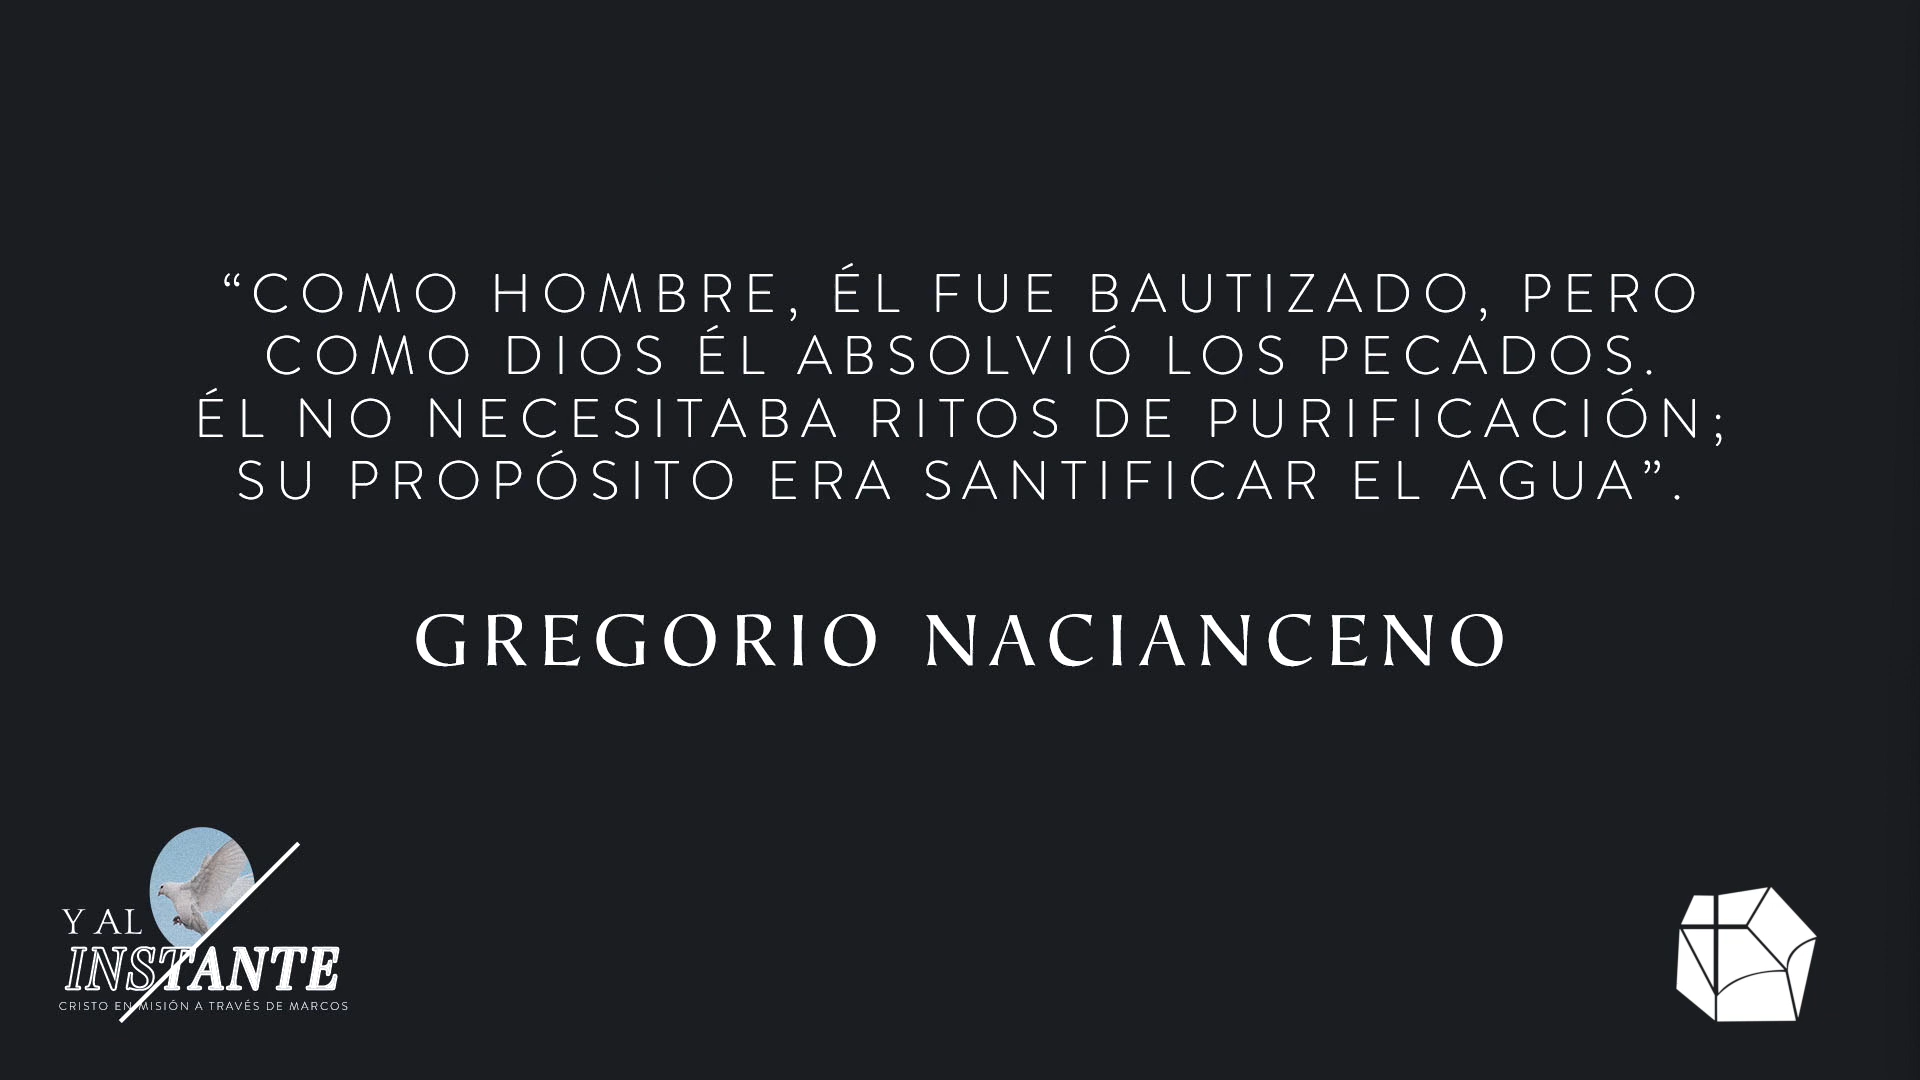 “COMO HOMBRE, ÉL FUE BAUTIZADO, PERO
COMO DIOS ÉL ABSOLVIÓ LOS PECADOS.
ÉL NO NECESITABA RITOS DE PURIFICACIÓN;
SU PROPÓSITO ERA SANTIFICAR EL AGUA”.
GREGORIO NACIANCENO
Y AL
INSTANTE
CRISTO EN MISIÓN A TRAVÉS DE MARCOS